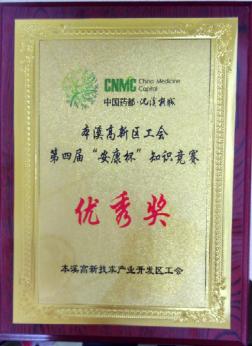 CNMC China Medicine
Capital
中国药都·沈溪新城
本溪高新区工会
第四届“安康杯”知识竞赛
优秀奖
本溪高新技术产业开发区工会